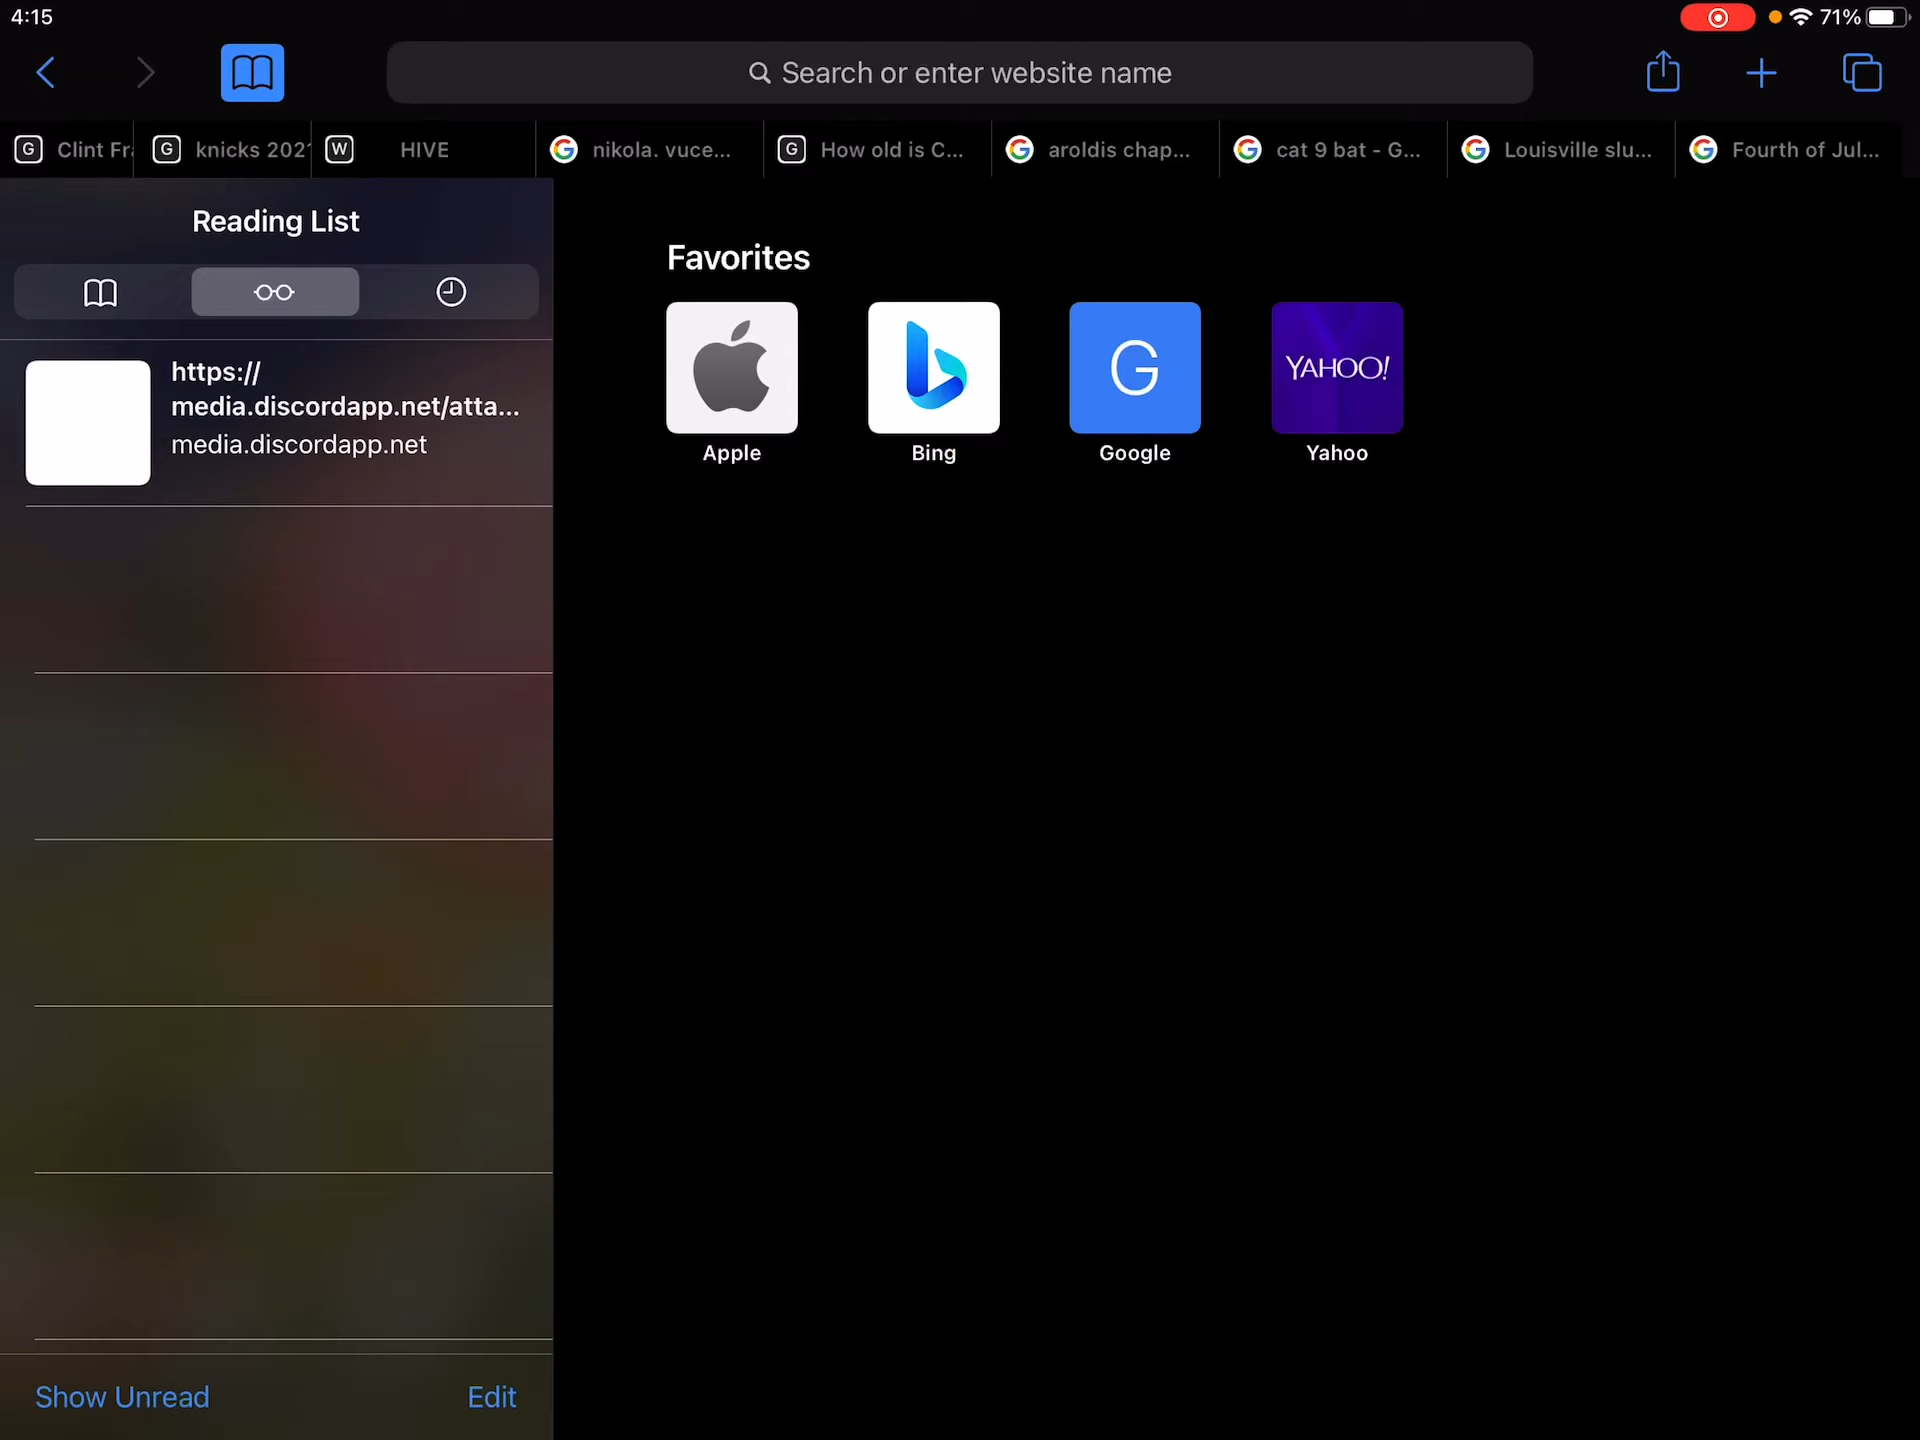 4:15
71%
Search or enter website name
G Clint Fr
G knicks 202
W HIVE
nikola. vuce...
G How old is C...
aroldis chap...
cat 9 bat - G...
Louisville slu...
Fourth of Jul...
Reading List
https://
media.discordapp.net/atta...
media.discordapp.net
Favorites
G
YAHOO!
Apple
Bing
Google
Yahoo
Show Unread
Edit